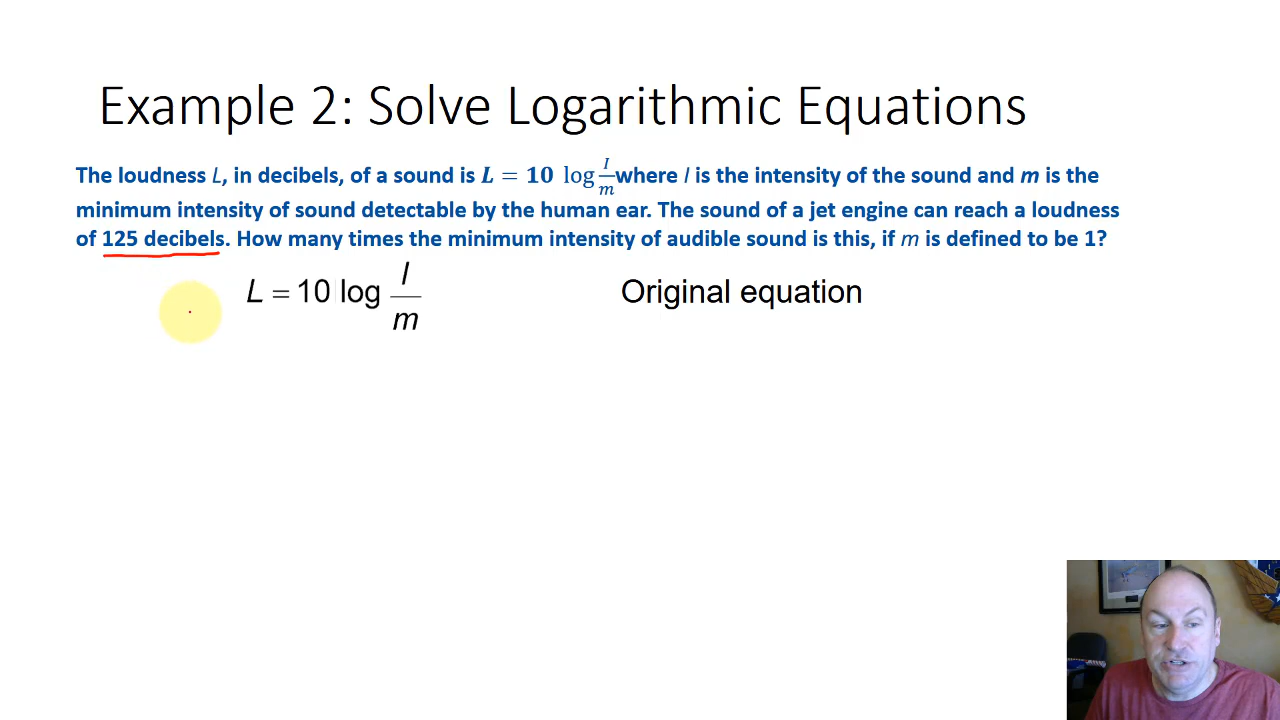 Example 2: Solve Logarithmic Equations
The loudness L, in decibels, of a sound is L = 10 log I/m where I is the intensity of the sound and m is the
minimum intensity of sound detectable by the human ear. The sound of a jet engine can reach a loudness
of 125 decibels. How many times the minimum intensity of audible sound is this, if m is defined to be 1?
L = 10 log I/m Original equation